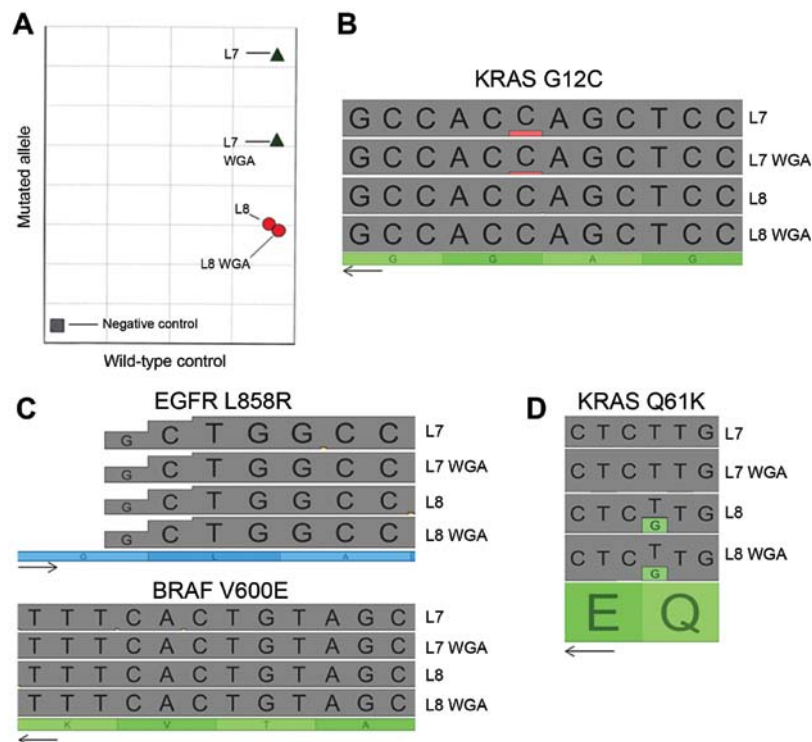 A
Mutated allele
L7
L7
WGA
L8
L8 WGA
Negative control
Wild-type control
B
KRAS G12C
G C C A C C A G C T C C L7
G C C A C C A G C T C C L7 WGA
G C C A C C A G C T C C L8
G C C A C C A G C T C C L8 WGA
G G A G
C
EGFR L858R
G C T G G C C L7
G C T G G C C L7 WGA
G C T G G C C L8
G C T G G C C L8 WGA
G L A
BRAF V600E
T T T C A C T G T A G C L7
T T T C A C T G T A G C L7 WGA
T T T C A C T G T A G C L8
T T T C A C T G T A G C L8 WGA
K V T A
D
KRAS Q61K
C T C T T G L7
C T C T T G L7 WGA
C T C T T G L8
G
C T C T T G L8 WGA
G
E Q